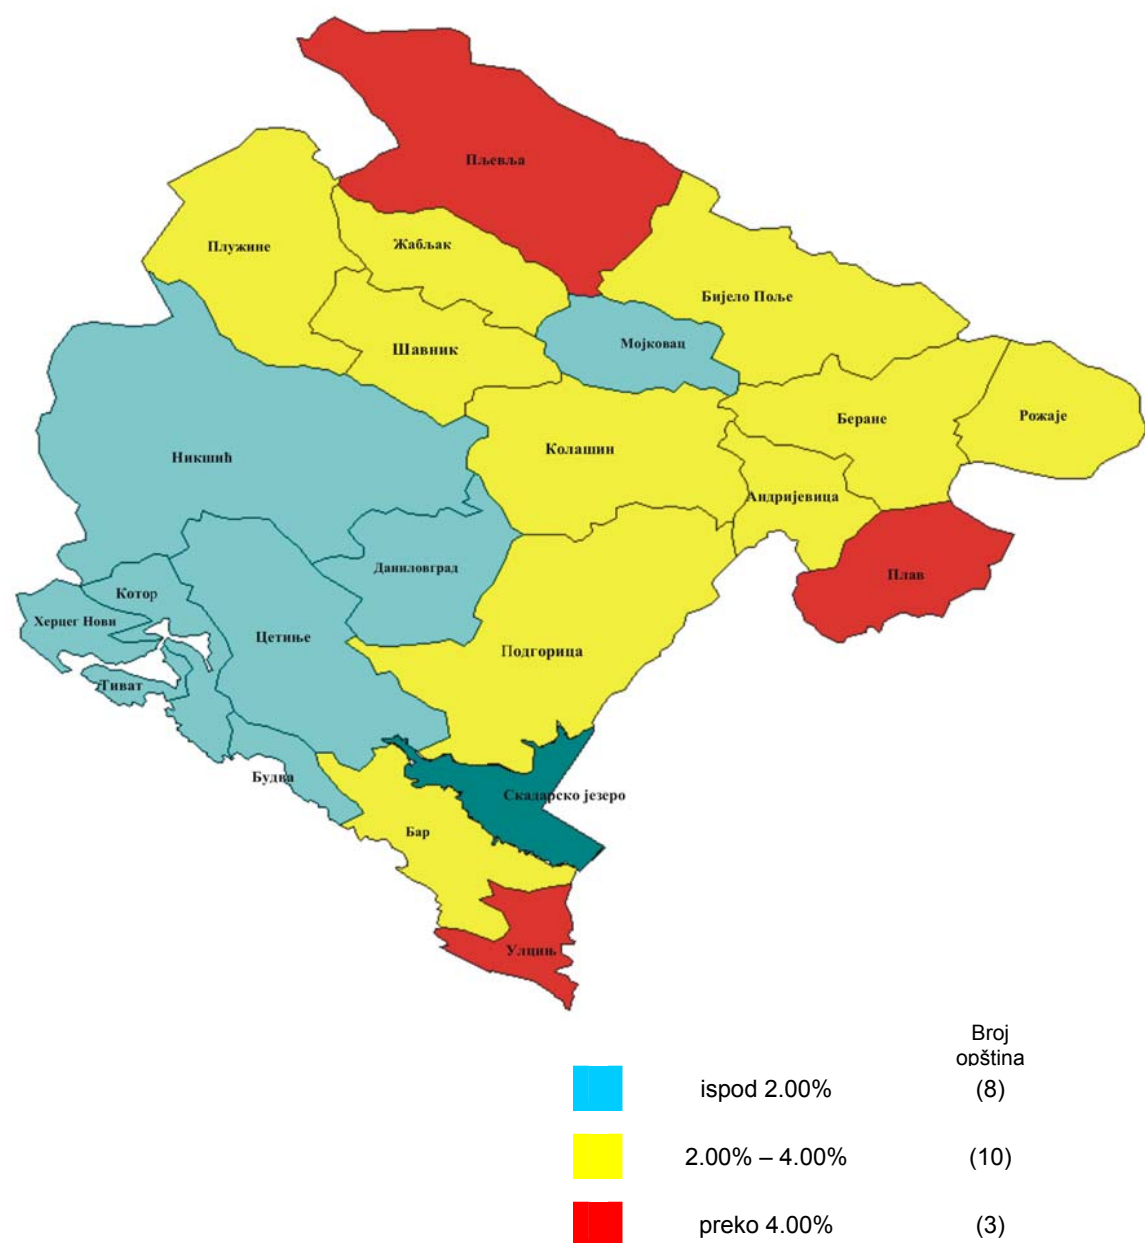 Пљевља
Плужине
Жабљак
Бијело Поље
Шавник
Мојковац
Беране
Рожаје
Никшић
Колашин
Андријевица
Даниловград
Плав
Котор
Херцег Нови
Цетиње
Подгорица
Тиват
Будва
Скадарско језеро
Бар
Улцињ
Broj
opština
ispod 2.00% (8)
2.00% – 4.00% (10)
preko 4.00% (3)